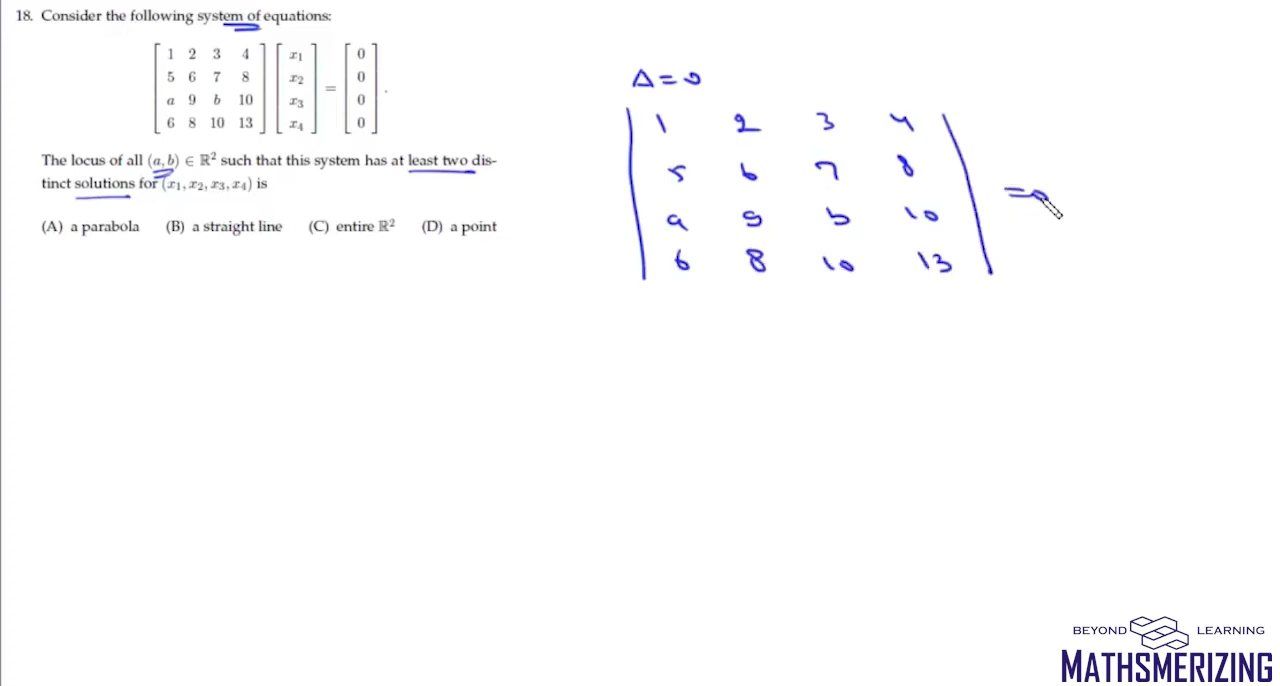 18. Consider the following system of equations:
1 2 3 4 x1 0
5 6 7 8 x2 0
a 9 b 10 x3 = 0 .
6 8 10 13 x4 0
The locus of all (a, b) ∈ R² such that this system has at least two dis-
tinct solutions for (x1, x2, x3, x4) is
(A) a parabola (B) a straight line (C) entire R² (D) a point
Δ = 0
1 2 3 4
5 6 7 8
a 9 b 10
6 8 10 13
= 0
BEYOND LEARNING
MATHSMERIZING